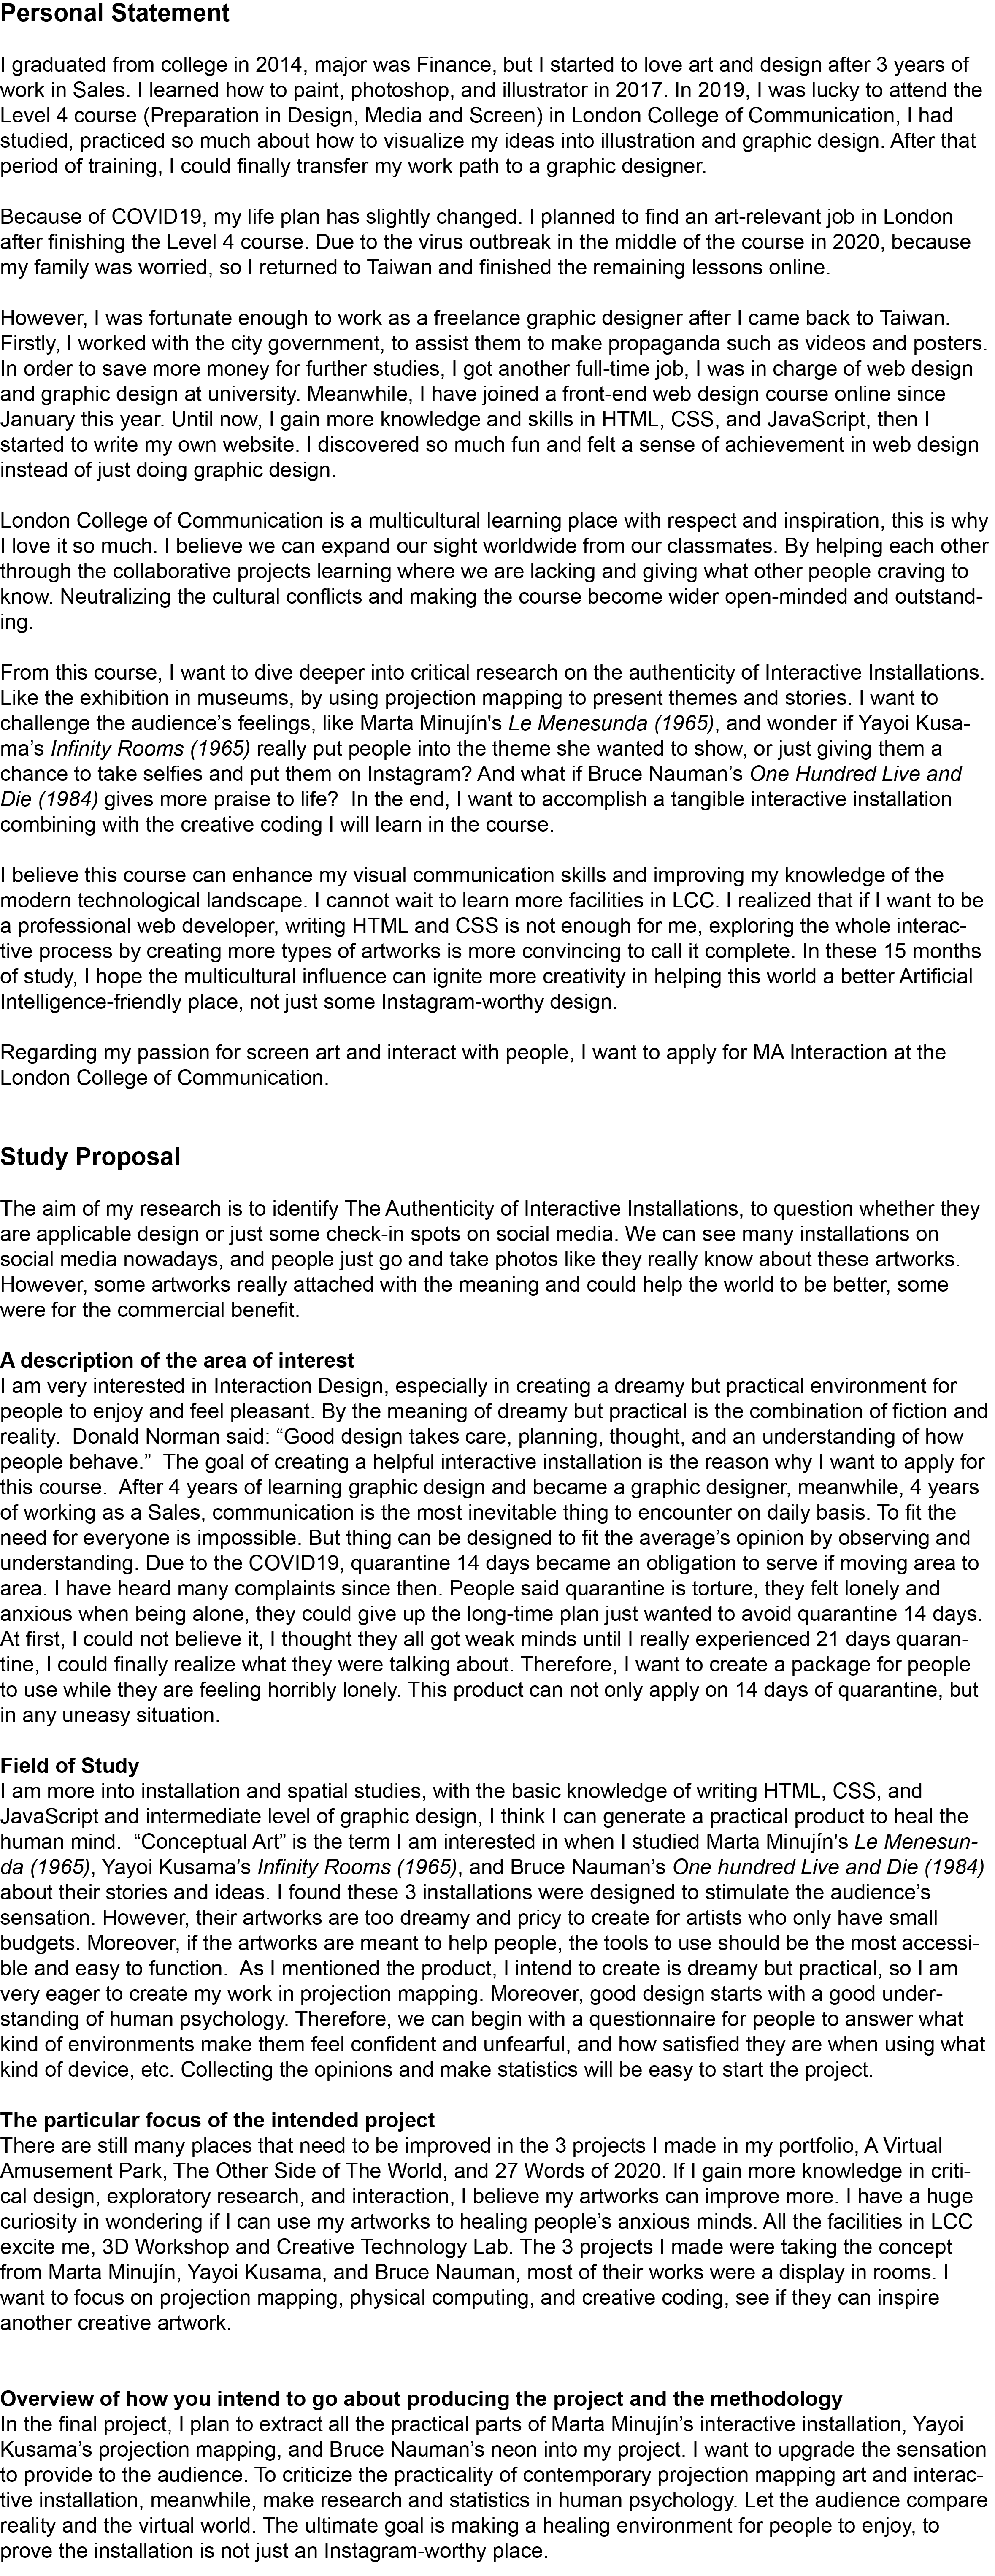 Personal Statement
I graduated from college in 2014, major was Finance, but I started to love art and design after 3 years of
work in Sales. I learned how to paint, photoshop, and illustrator in 2017. In 2019, I was lucky to attend the
Level 4 course (Preparation in Design, Media and Screen) in London College of Communication, I had
studied, practiced so much about how to visualize my ideas into illustration and graphic design. After that
period of training, I could finally transfer my work path to a graphic designer.
Because of COVID19, my life plan has slightly changed. I planned to find an art-relevant job in London
after finishing the Level 4 course. Due to the virus outbreak in the middle of the course in 2020, because
my family was worried, so I returned to Taiwan and finished the remaining lessons online.
However, I was fortunate enough to work as a freelance graphic designer after I came back to Taiwan.
Firstly, I worked with the city government, to assist them to make propaganda such as videos and posters.
In order to save more money for further studies, I got another full-time job, I was in charge of web design
and graphic design at university. Meanwhile, I have joined a front-end web design course online since
January this year. Until now, I gain more knowledge and skills in HTML, CSS, and JavaScript, then I
started to write my own website. I discovered so much fun and felt a sense of achievement in web design
instead of just doing graphic design.
London College of Communication is a multicultural learning place with respect and inspiration, this is why
I love it so much. I believe we can expand our sight worldwide from our classmates. By helping each other
through the collaborative projects learning where we are lacking and giving what other people craving to
know. Neutralizing the cultural conflicts and making the course become wider open-minded and outstand-
ing.
From this course, I want to dive deeper into critical research on the authenticity of Interactive Installations.
Like the exhibition in museums, by using projection mapping to present themes and stories. I want to
challenge the audience’s feelings, like Marta Minujín's Le Menesunda (1965), and wonder if Yayoi Kusa-
ma’s Infinity Rooms (1965) really put people into the theme she wanted to show, or just giving them a
chance to take selfies and put them on Instagram? And what if Bruce Nauman’s One Hundred Live and
Die (1984) gives more praise to life?  In the end, I want to accomplish a tangible interactive installation
combining with the creative coding I will learn in the course.
I believe this course can enhance my visual communication skills and improving my knowledge of the
modern technological landscape. I cannot wait to learn more facilities in LCC. I realized that if I want to be
a professional web developer, writing HTML and CSS is not enough for me, exploring the whole interac-
tive process by creating more types of artworks is more convincing to call it complete. In these 15 months
of study, I hope the multicultural influence can ignite more creativity in helping this world a better Artificial
Intelligence-friendly place, not just some Instagram-worthy design.
Regarding my passion for screen art and interact with people, I want to apply for MA Interaction at the
London College of Communication.
Study Proposal
The aim of my research is to identify The Authenticity of Interactive Installations, to question whether they
are applicable design or just some check-in spots on social media. We can see many installations on
social media nowadays, and people just go and take photos like they really know about these artworks.
However, some artworks really attached with the meaning and could help the world to be better, some
were for the commercial benefit.
A description of the area of interest
I am very interested in Interaction Design, especially in creating a dreamy but practical environment for
people to enjoy and feel pleasant. By the meaning of dreamy but practical is the combination of fiction and
reality.  Donald Norman said: “Good design takes care, planning, thought, and an understanding of how
people behave.”  The goal of creating a helpful interactive installation is the reason why I want to apply for
this course.  After 4 years of learning graphic design and became a graphic designer, meanwhile, 4 years
of working as a Sales, communication is the most inevitable thing to encounter on daily basis. To fit the
need for everyone is impossible. But thing can be designed to fit the average’s opinion by observing and
understanding. Due to the COVID19, quarantine 14 days became an obligation to serve if moving area to
area. I have heard many complaints since then. People said quarantine is torture, they felt lonely and
anxious when being alone, they could give up the long-time plan just wanted to avoid quarantine 14 days.
At first, I could not believe it, I thought they all got weak minds until I really experienced 21 days quaran-
tine, I could finally realize what they were talking about. Therefore, I want to create a package for people
to use while they are feeling horribly lonely. This product can not only apply on 14 days of quarantine, but
in any uneasy situation.
Field of Study
I am more into installation and spatial studies, with the basic knowledge of writing HTML, CSS, and
JavaScript and intermediate level of graphic design, I think I can generate a practical product to heal the
human mind.  “Conceptual Art” is the term I am interested in when I studied Marta Minujín's Le Menesun-
da (1965), Yayoi Kusama’s Infinity Rooms (1965), and Bruce Nauman’s One hundred Live and Die (1984)
about their stories and ideas. I found these 3 installations were designed to stimulate the audience’s
sensation. However, their artworks are too dreamy and pricy to create for artists who only have small
budgets. Moreover, if the artworks are meant to help people, the tools to use should be the most accessi-
ble and easy to function.  As I mentioned the product, I intend to create is dreamy but practical, so I am
very eager to create my work in projection mapping. Moreover, good design starts with a good under-
standing of human psychology. Therefore, we can begin with a questionnaire for people to answer what
kind of environments make them feel confident and unfearful, and how satisfied they are when using what
kind of device, etc. Collecting the opinions and make statistics will be easy to start the project.
The particular focus of the intended project
There are still many places that need to be improved in the 3 projects I made in my portfolio, A Virtual
Amusement Park, The Other Side of The World, and 27 Words of 2020. If I gain more knowledge in criti-
cal design, exploratory research, and interaction, I believe my artworks can improve more. I have a huge
curiosity in wondering if I can use my artworks to healing people’s anxious minds. All the facilities in LCC
excite me, 3D Workshop and Creative Technology Lab. The 3 projects I made were taking the concept
from Marta Minujín, Yayoi Kusama, and Bruce Nauman, most of their works were a display in rooms. I
want to focus on projection mapping, physical computing, and creative coding, see if they can inspire
another creative artwork.
Overview of how you intend to go about producing the project and the methodology
In the final project, I plan to extract all the practical parts of Marta Minujín’s interactive installation, Yayoi
Kusama’s projection mapping, and Bruce Nauman’s neon into my project. I want to upgrade the sensation
to provide to the audience. To criticize the practicality of contemporary projection mapping art and interac-
tive installation, meanwhile, make research and statistics in human psychology. Let the audience compare
reality and the virtual world. The ultimate goal is making a healing environment for people to enjoy, to
prove the installation is not just an Instagram-worthy place.